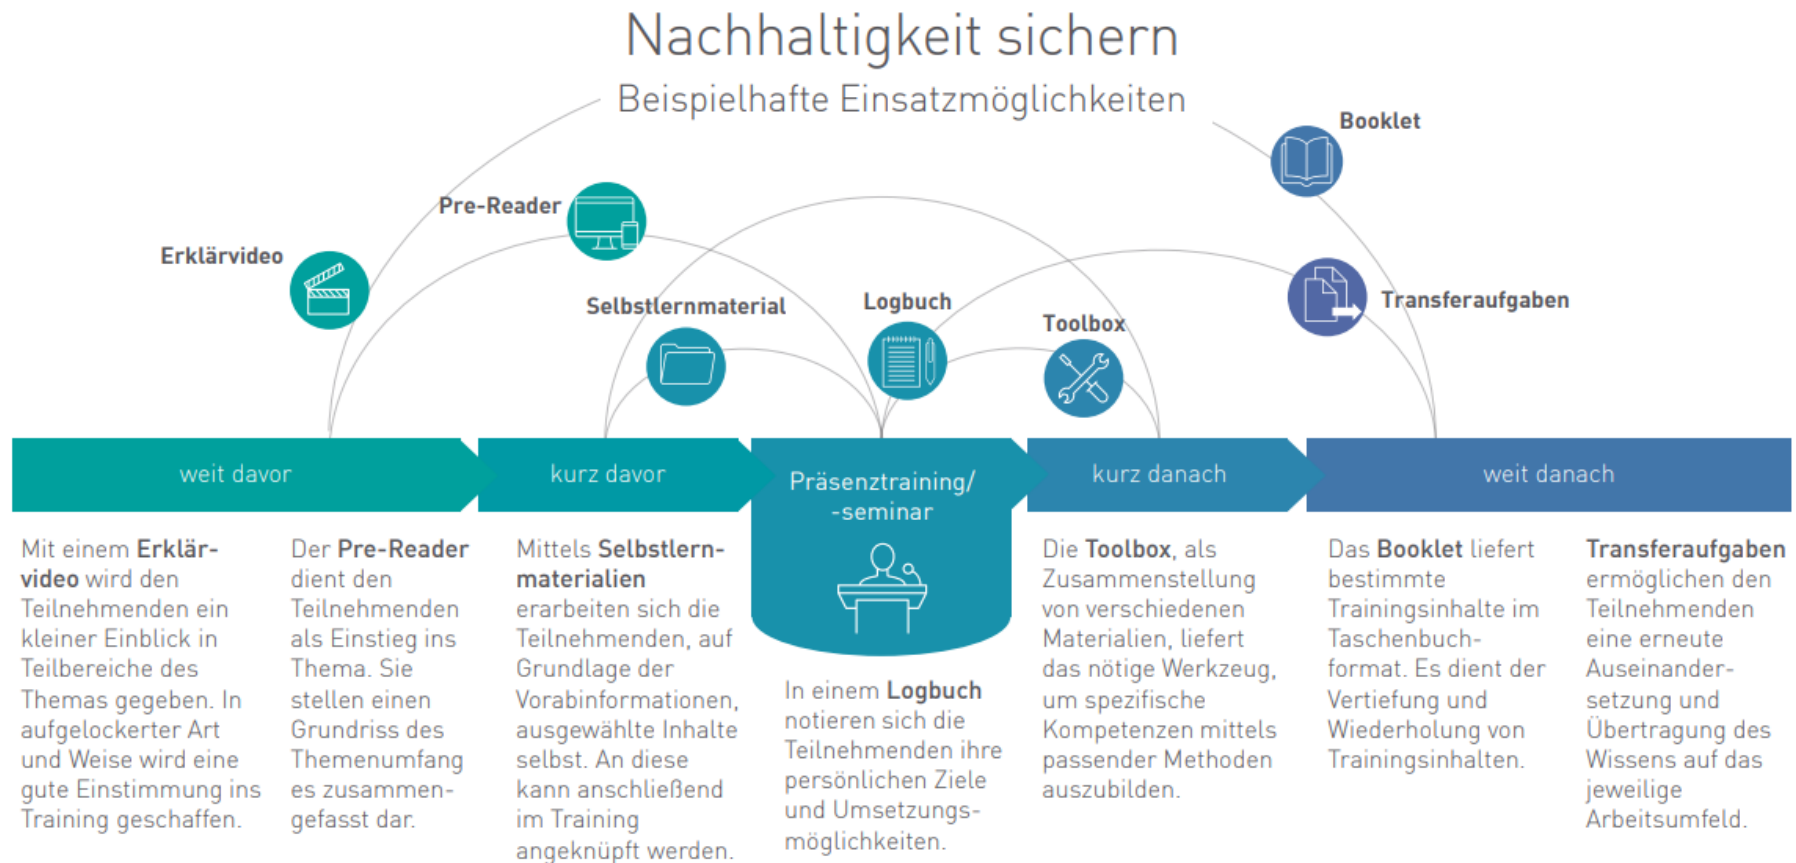 Nachhaltigkeit sichern
Beispielhafte Einsatzmöglichkeiten
Booklet
Pre-Reader
Erklärvideo
Selbstlernmaterial
Logbuch
Transferaufgaben
Toolbox
weit davor
kurz davor
Präsenztraining/
-seminar
kurz danach
weit danach
Mit einem Erklär-
video wird den
Teilnehmenden ein
kleiner Einblick in
Teilbereiche des
Themas gegeben. In
aufgelockerter Art
und Weise wird eine
gute Einstimmung ins
Training geschaffen.
Der Pre-Reader
dient den
Teilnehmenden
als Einstieg ins
Thema. Sie
stellen einen
Grundriss des
Themenumfang
es zusammen-
gefasst dar.
Mittels Selbstlern-
materialien
erarbeiten sich die
Teilnehmenden, auf
Grundlage der
Vorabinformationen,
ausgewählte Inhalte
selbst. An diese
kann anschließend
im Training
angeknüpft werden.
In einem Logbuch
notieren sich die
Teilnehmenden ihre
persönlichen Ziele
und Umsetzungs-
möglichkeiten.
Die Toolbox, als
Zusammenstellung
von verschiedenen
Materialien, liefert
das nötige Werkzeug,
um spezifische
Kompetenzen mittels
passender Methoden
auszubilden.
Das Booklet liefert
bestimmte
Trainingsinhalte im
Taschenbuch-
format. Es dient der
Vertiefung und
Wiederholung von
Trainingsinhalten.
Transferaufgaben
ermöglichen den
Teilnehmenden
eine erneute
Auseinander-
setzung und
Übertragung des
Wissens auf das
jeweilige
Arbeitsumfeld.